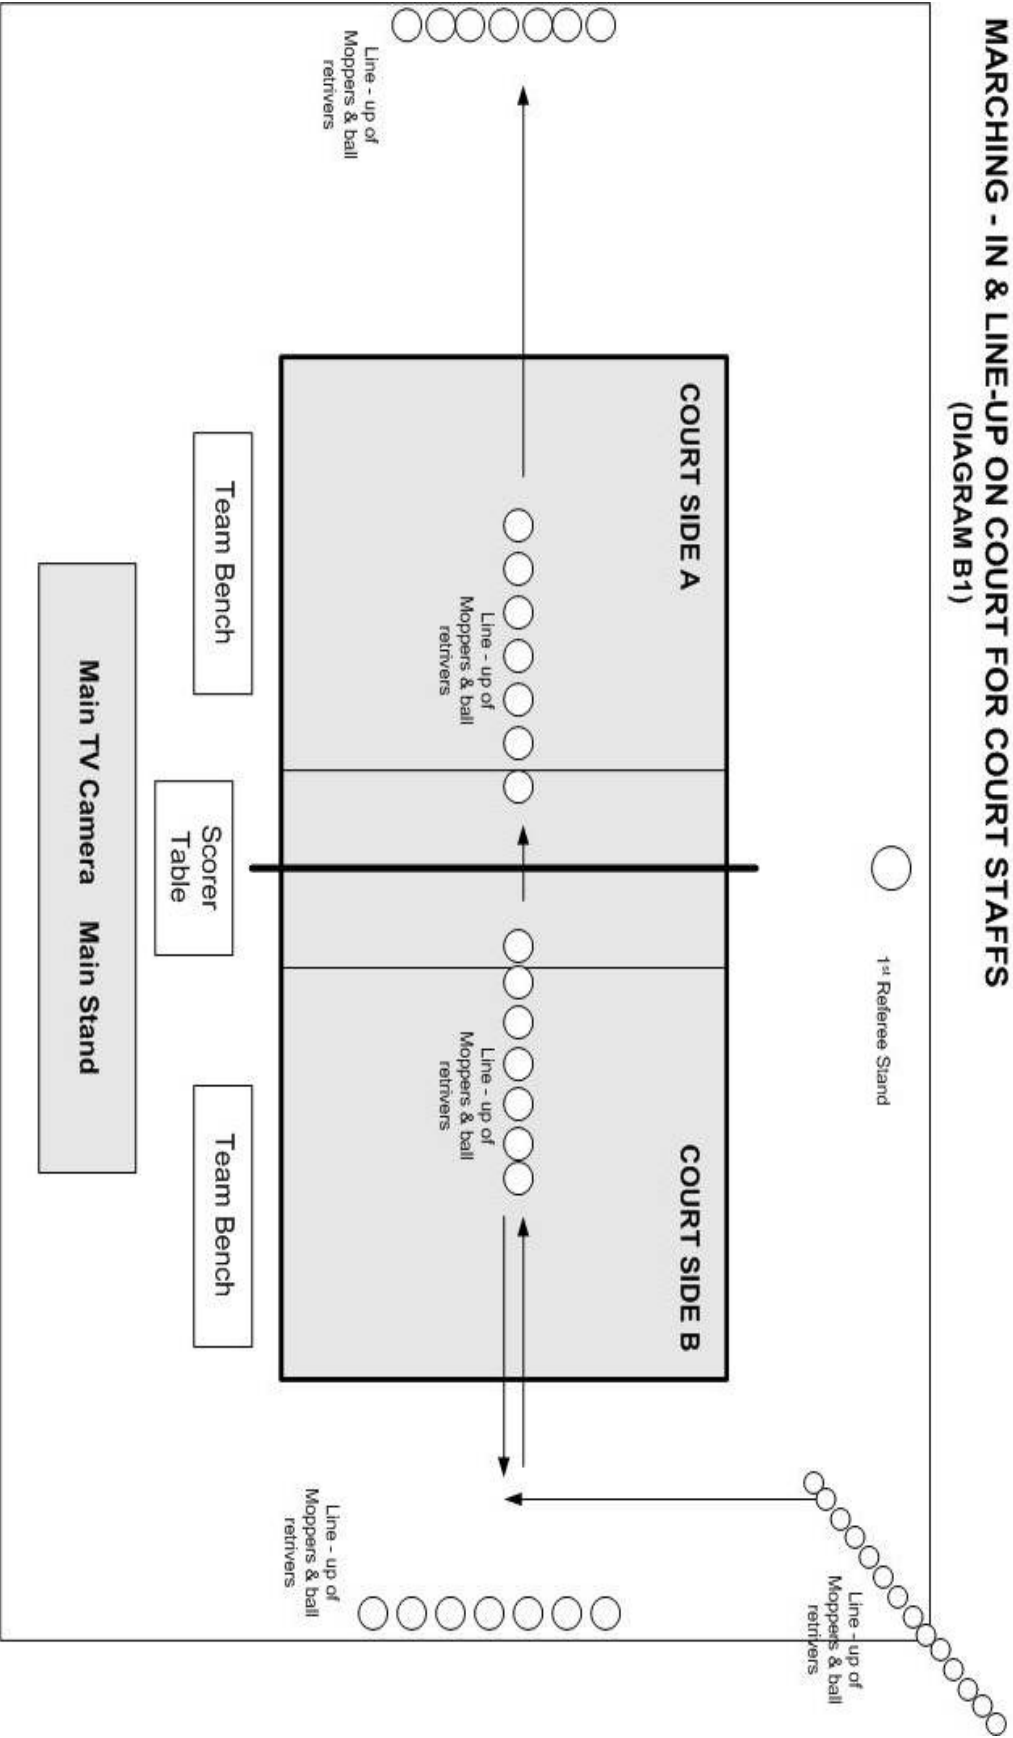 MARCHING - IN & LINE-UP ON COURT FOR COURT STAFFS
(DIAGRAM B1)
1st Referee Stand
COURT SIDE A
COURT SIDE B
Line - up of
Moppers & ball
retrivers
Line - up of
Moppers & ball
retrivers
Line - up of
Moppers & ball
retrivers
Line - up of
Moppers & ball
retrivers
Line - up of
Moppers & ball
retrivers
Team Bench
Scorer
Table
Team Bench
Main TV Camera Main Stand